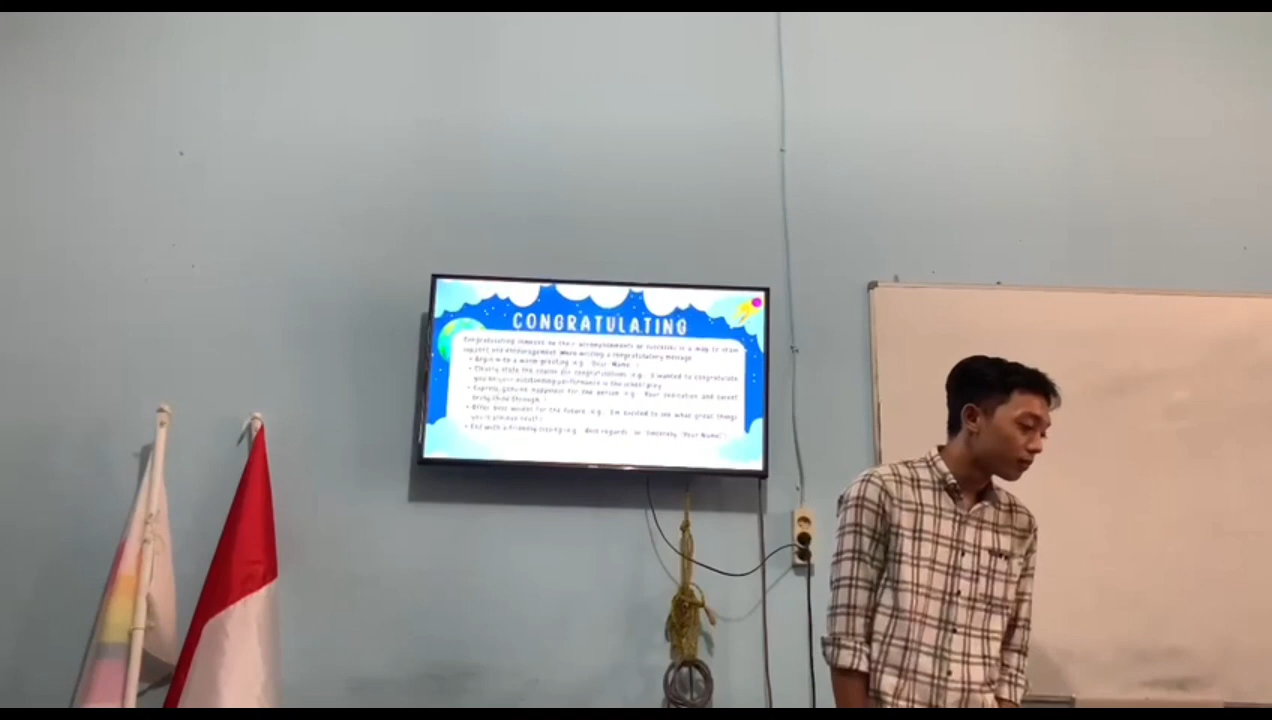 CONGRATULATING
Congratulating someone on their accomplishments or successes is a way to show
support and encouragement. When writing a congratulatory message
• Begin with a warm greeting (e.g. "Dear Name,")
• Clearly state the reason for congratulations (e.g. "I wanted to congratulate
you on your outstanding performance in the school play
• Express genuine happiness for the person (e.g. "Your dedication and talent
truly shine through.")
• Offer best wishes for the future (e.g. "I'm excited to see what great things
you'll achieve next!")
• End with a friendly closing (e.g. "Best regards" or "Sincerely, [Your Name]")